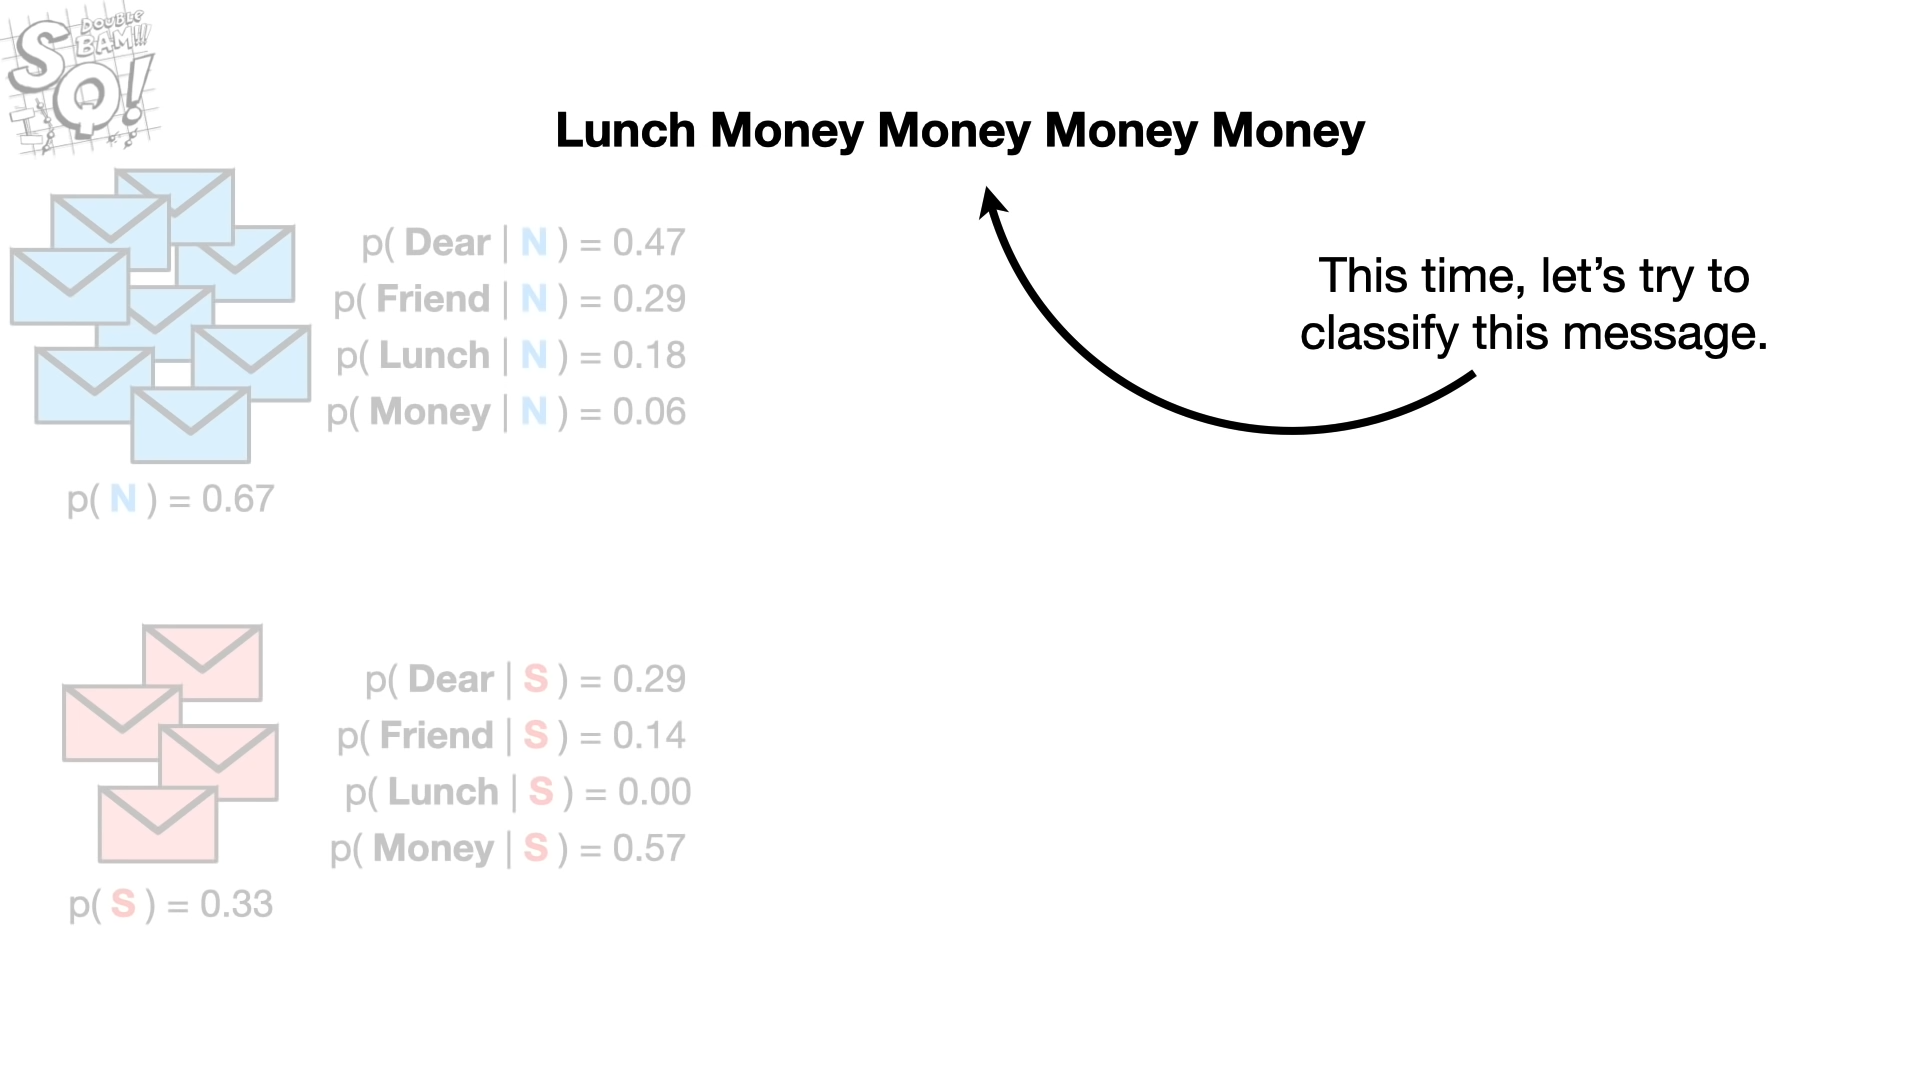 DOUBLE
BAM!!!
SQ!
Lunch Money Money Money Money
This time, let’s try to
classify this message.
p( Dear | N ) = 0.47
p( Friend | N ) = 0.29
p( Lunch | N ) = 0.18
p( Money | N ) = 0.06
p( N ) = 0.67
p( Dear | S ) = 0.29
p( Friend | S ) = 0.14
p( Lunch | S ) = 0.00
p( Money | S ) = 0.57
p( S ) = 0.33